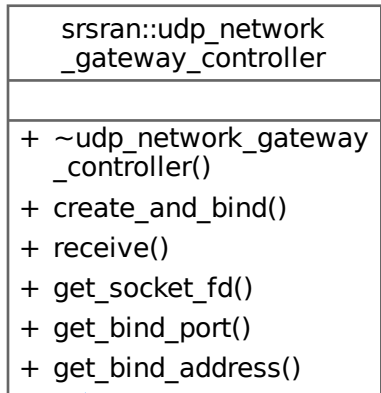 srsran::udp_network
_gateway_controller
+ ~udp_network_gateway
_controller()
+ create_and_bind()
+ receive()
+ get_socket_fd()
+ get_bind_port()
+ get_bind_address()